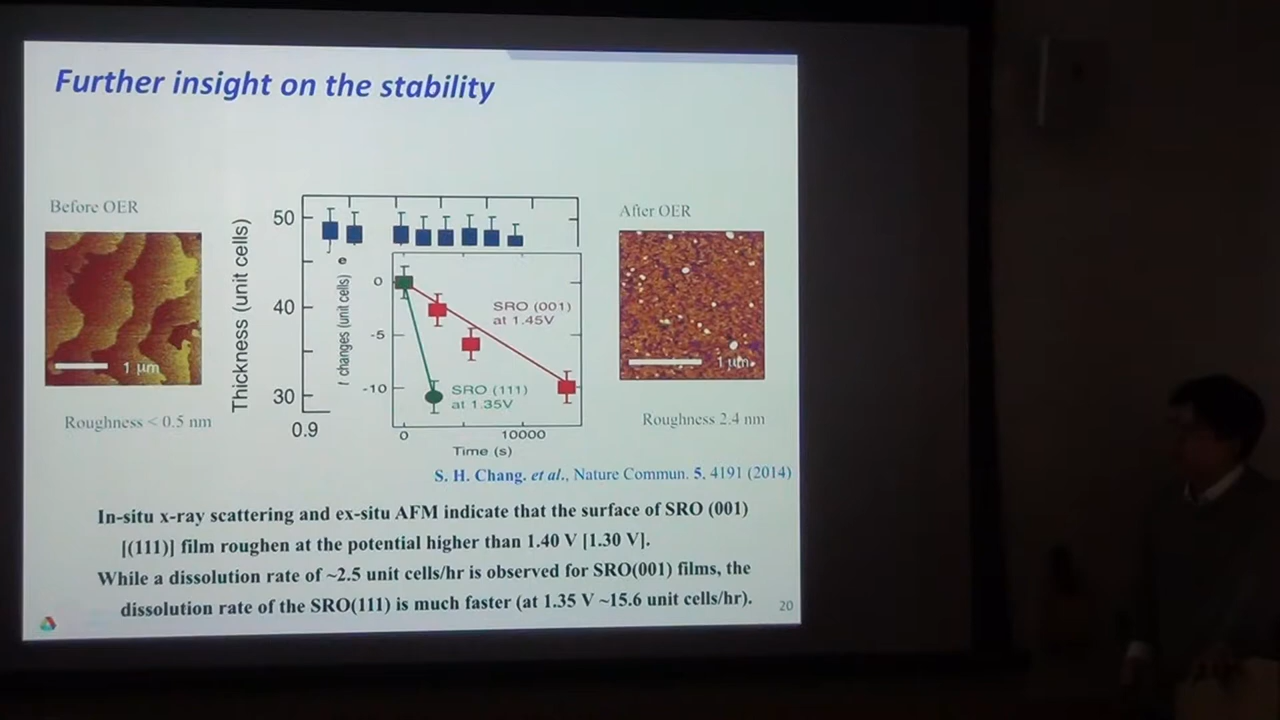 Further insight on the stability
Before OER
Roughness < 0.5 nm
1 μm
Thickness (unit cells)
50
40
30
0.9
e
t changes (unit cells)
0
-5
-10
SRO (001)
at 1.45V
SRO (111)
at 1.35V
0
10000
Time (s)
After OER
1 μm
Roughness 2.4 nm
S. H. Chang. et al., Nature Commun. 5, 4191 (2014)
In-situ x-ray scattering and ex-situ AFM indicate that the surface of SRO (001)
[(111)] film roughen at the potential higher than 1.40 V [1.30 V].
While a dissolution rate of ~2.5 unit cells/hr is observed for SRO(001) films, the
dissolution rate of the SRO(111) is much faster (at 1.35 V ~15.6 unit cells/hr).
20